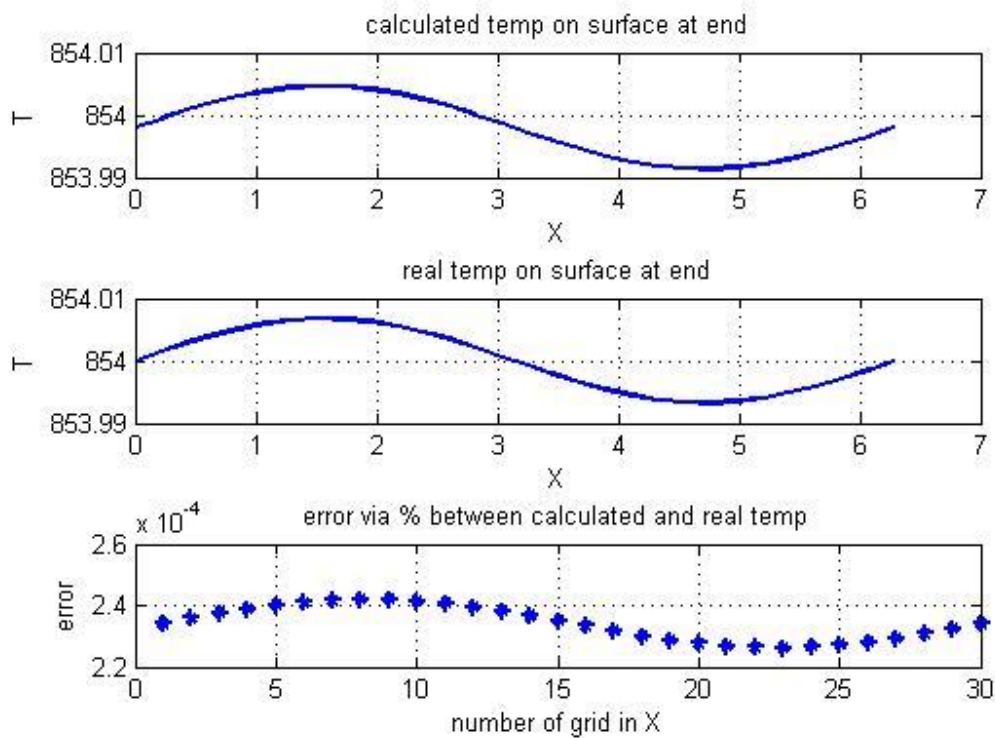 calculated temp on surface at end
854.01
854
853.99
T
0 1 2 3 4 5 6 7
X
real temp on surface at end
854.01
854
853.99
T
0 1 2 3 4 5 6 7
X
x 10^-4
error via % between calculated and real temp
2.6
2.4
2.2
error
0 5 10 15 20 25 30
number of grid in X